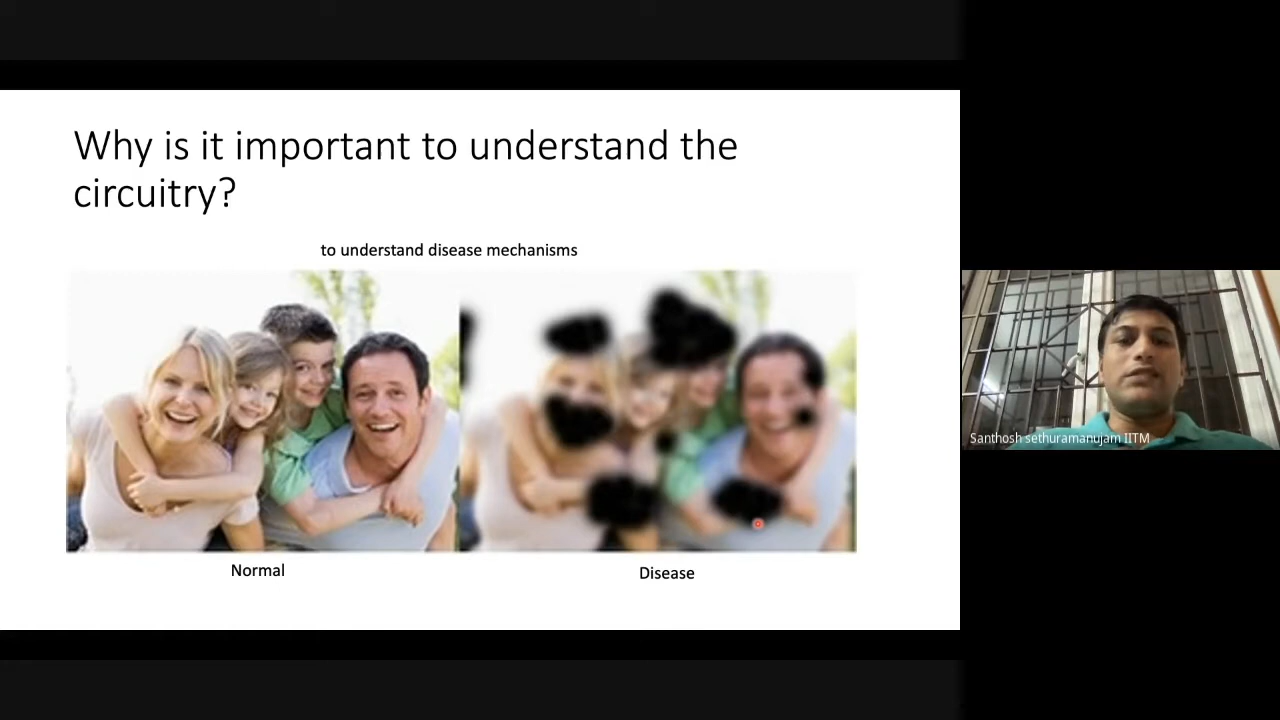 Why is it important to understand the
circuitry?
to understand disease mechanisms
Normal
Disease
Santhosh sethuramanujam IITM